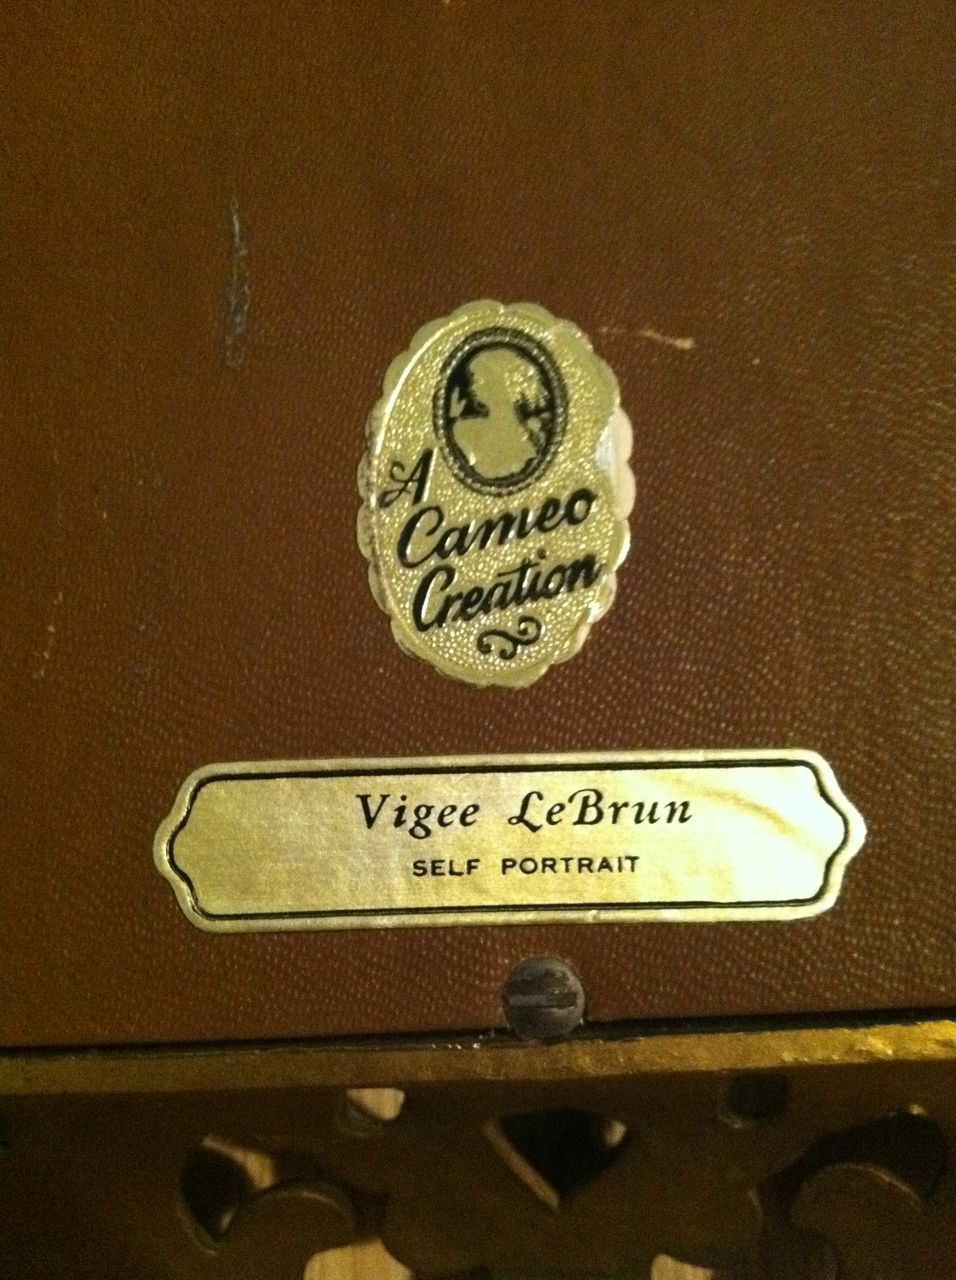 A
Cameo
Creation
Vigee LeBrun
SELF PORTRAIT